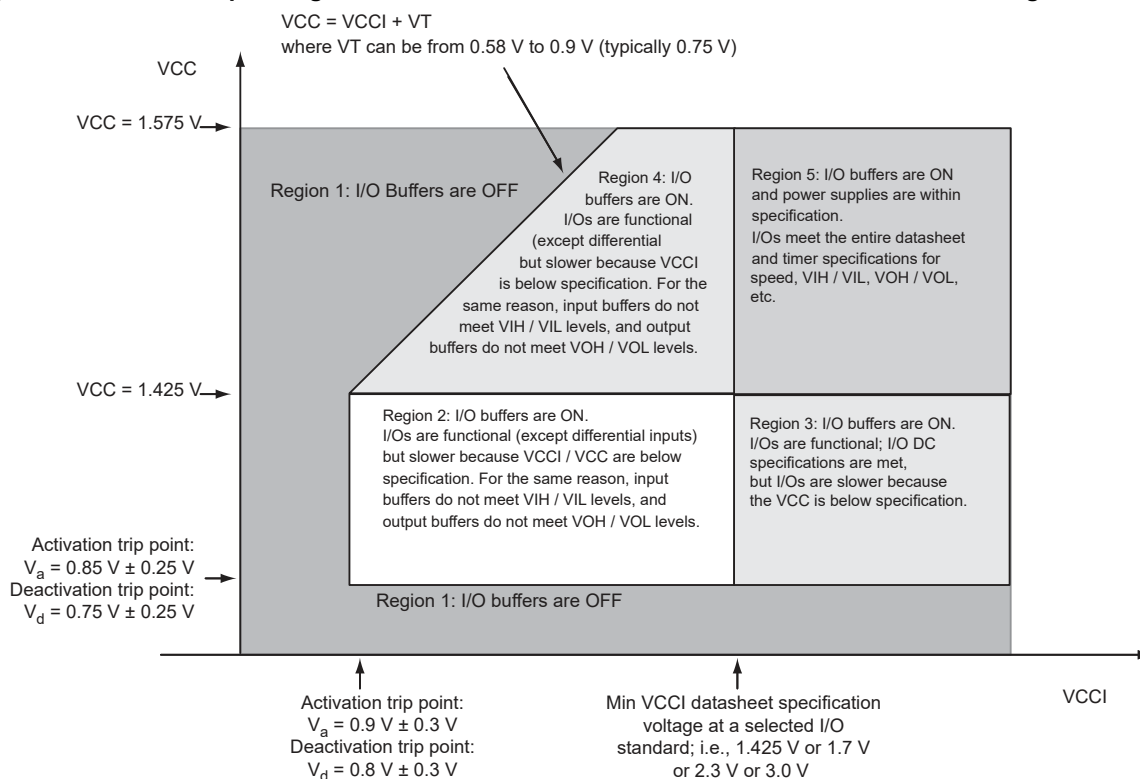 VCC = VCCI + VT
where VT can be from 0.58 V to 0.9 V (typically 0.75 V)
VCC
VCC = 1.575 V
Region 1: I/O Buffers are OFF
Region 4: I/O
buffers are ON.
I/Os are functional
(except differential
but slower because VCCI
is below specification. For the
same reason, input buffers do not
meet VIH / VIL levels, and output
buffers do not meet VOH / VOL levels.
Region 5: I/O buffers are ON
and power supplies are within
specification.
I/Os meet the entire datasheet
and timer specifications for
speed, VIH / VIL, VOH / VOL,
etc.
VCC = 1.425 V
Region 2: I/O buffers are ON.
I/Os are functional (except differential inputs)
but slower because VCCI / VCC are below
specification. For the same reason, input
buffers do not meet VIH / VIL levels, and
output buffers do not meet VOH / VOL levels.
Region 3: I/O buffers are ON.
I/Os are functional; I/O DC
specifications are met,
but I/Os are slower because
the VCC is below specification.
Activation trip point:
Va = 0.85 V ± 0.25 V
Deactivation trip point:
Vd = 0.75 V ± 0.25 V
Region 1: I/O buffers are OFF
Activation trip point:
Va = 0.9 V ± 0.3 V
Deactivation trip point:
Vd = 0.8 V ± 0.3 V
Min VCCI datasheet specification
voltage at a selected I/O
standard; i.e., 1.425 V or 1.7 V
or 2.3 V or 3.0 V
VCCI